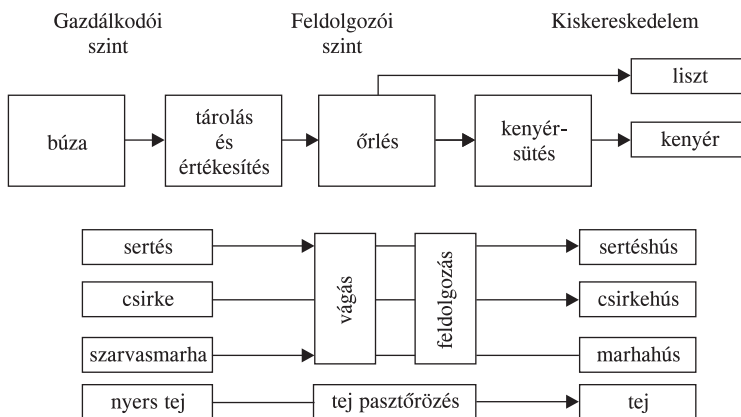 Gazdálkodói
szint
Feldolgozói
szint
Kiskereskedelem
liszt
búza
tárolás
és
értékesítés
őrlés
kenyér-
sütés
kenyér
sertés
csirke
szarvasmarha
nyers tej
vágás
feldolgozás
tej pasztőrözés
sertéshús
csirkehús
marhahús
tej